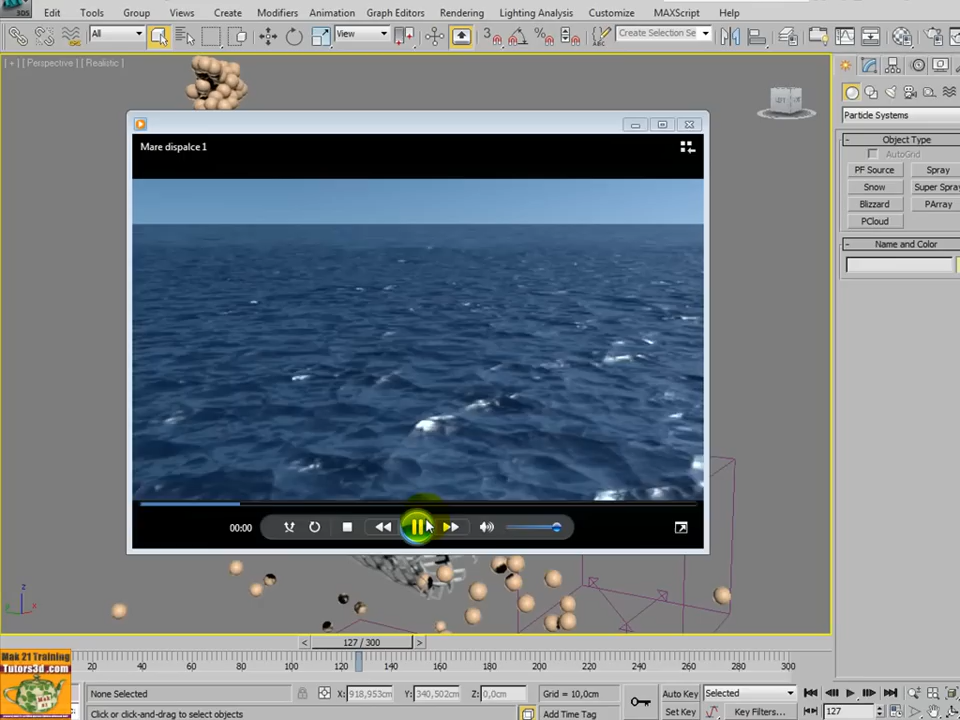 Edit Tools Group Views Create Modifiers Animation Graph Editors Rendering Lighting Analysis Customize MAXScript Help
All View Create Selection Se
[ + ] [ Perspective ] [ Realistic ]
Particle Systems
Mare dispalce 1
- Object Type
AutoGrid
PF Source Spray
Snow Super Spray
Blizzard PArray
PCloud
- Name and Color
00:00
z
x
< 127 / 300 >
Mak 21 Training
Tutors3d .com
20 40 60 80 100 120 140 160 180 200 220 240 260 280 300
None Selected X: 918,953cm Y: 340,502cm Z: 0,0cm Grid = 10,0cm Auto Key Selected
Click or click-and-drag to select objects Add Time Tag Set Key Key Filters... 127